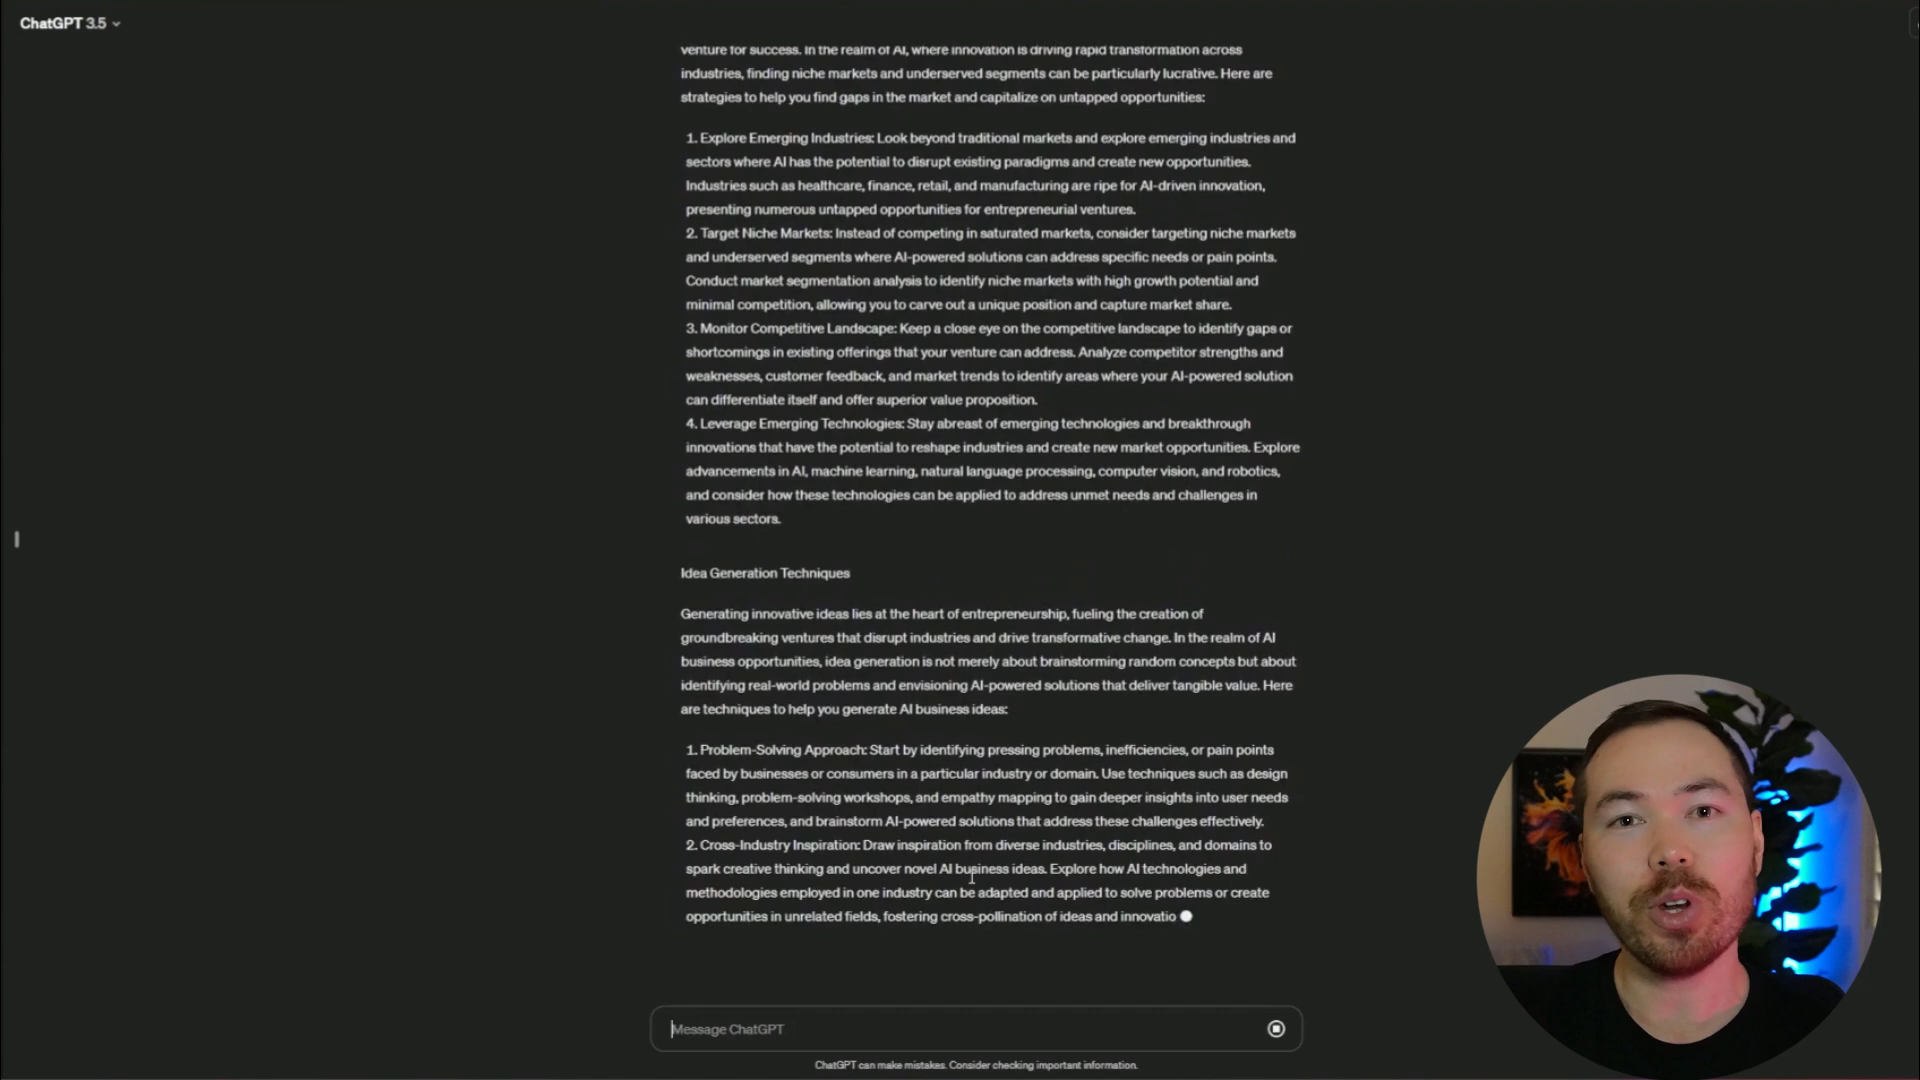 ChatGPT 3.5
venture for success. In the realm of AI, where innovation is driving rapid transformation across
industries, finding niche markets and underserved segments can be particularly lucrative. Here are
strategies to help you find gaps in the market and capitalize on untapped opportunities:
1. Explore Emerging Industries: Look beyond traditional markets and explore emerging industries and
sectors where AI has the potential to disrupt existing paradigms and create new opportunities.
Industries such as healthcare, finance, retail, and manufacturing are ripe for AI-driven innovation,
presenting numerous untapped opportunities for entrepreneurial ventures.
2. Target Niche Markets: Instead of competing in saturated markets, consider targeting niche markets
and underserved segments where AI-powered solutions can address specific needs or pain points.
Conduct market segmentation analysis to identify niche markets with high growth potential and
minimal competition, allowing you to carve out a unique position and capture market share.
3. Monitor Competitive Landscape: Keep a close eye on the competitive landscape to identify gaps or
shortcomings in existing offerings that your venture can address. Analyze competitor strengths and
weaknesses, customer feedback, and market trends to identify areas where your AI-powered solution
can differentiate itself and offer superior value proposition.
4. Leverage Emerging Technologies: Stay abreast of emerging technologies and breakthrough
innovations that have the potential to reshape industries and create new market opportunities. Explore
advancements in AI, machine learning, natural language processing, computer vision, and robotics,
and consider how these technologies can be applied to address unmet needs and challenges in
various sectors.
Idea Generation Techniques
Generating innovative ideas lies at the heart of entrepreneurship, fueling the creation of
groundbreaking ventures that disrupt industries and drive transformative change. In the realm of AI
business opportunities, idea generation is not merely about brainstorming random concepts but about
identifying real-world problems and envisioning AI-powered solutions that deliver tangible value. Here
are techniques to help you generate AI business ideas:
1. Problem-Solving Approach: Start by identifying pressing problems, inefficiencies, or pain points
faced by businesses or consumers in a particular industry or domain. Use techniques such as design
thinking, problem-solving workshops, and empathy mapping to gain deeper insights into user needs
and preferences, and brainstorm AI-powered solutions that address these challenges effectively.
2. Cross-Industry Inspiration: Draw inspiration from diverse industries, disciplines, and domains to
spark creative thinking and uncover novel AI business ideas. Explore how AI technologies and
methodologies employed in one industry can be adapted and applied to solve problems or create
opportunities in unrelated fields, fostering cross-pollination of ideas and innovatio
Message ChatGPT
ChatGPT can make mistakes. Consider checking important information.